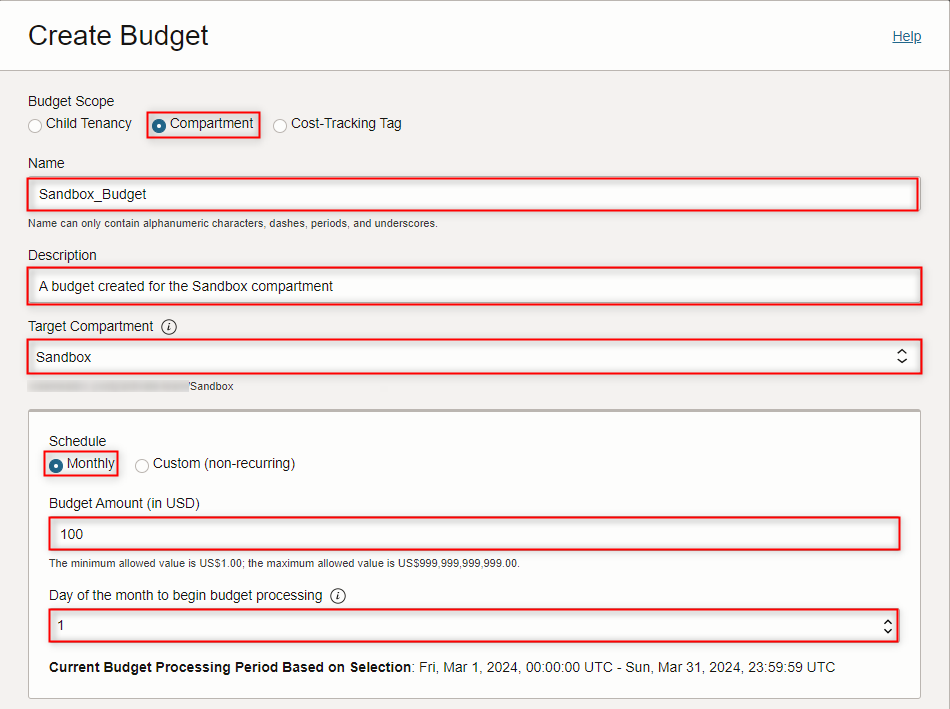 Create Budget
Help
Budget Scope
Child Tenancy Compartment Cost-Tracking Tag
Name
Sandbox_Budget
Name can only contain alphanumeric characters, dashes, periods, and underscores.
Description
A budget created for the Sandbox compartment
Target Compartment i
Sandbox
/Sandbox
Schedule
Monthly Custom (non-recurring)
Budget Amount (in USD)
100
The minimum allowed value is US$1.00; the maximum allowed value is US$999,999,999,999.00.
Day of the month to begin budget processing i
1
Current Budget Processing Period Based on Selection: Fri, Mar 1, 2024, 00:00:00 UTC - Sun, Mar 31, 2024, 23:59:59 UTC